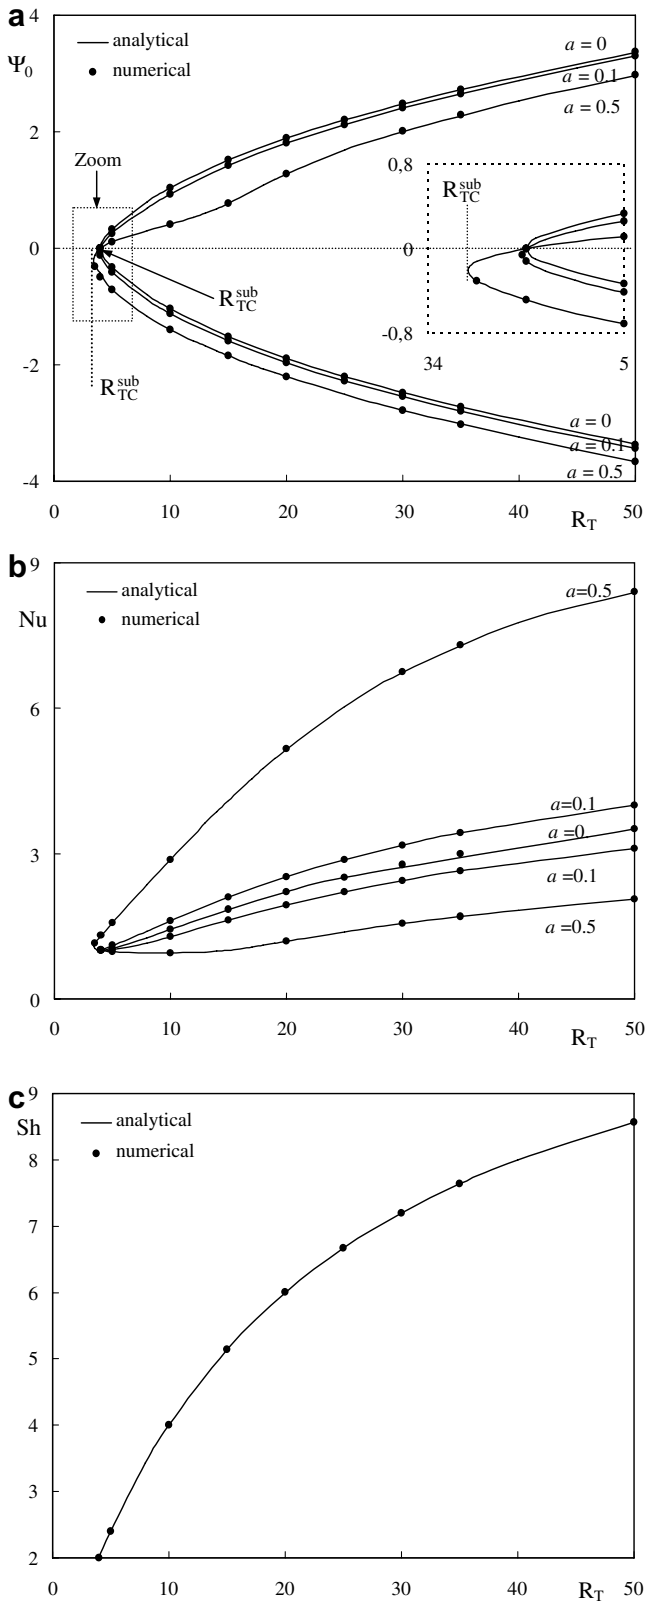 a
4
Ψ0
analytical
numerical
a = 0
a = 0.1
a = 0.5
2
Zoom
0,8
R_TC^sub
0
0
R_TC^sub
-0,8
34
5
R_TC^sub
-2
a = 0
a = 0.1
a = 0.5
-4
0
10
20
30
40
R_T
50
b
9
analytical
Nu
numerical
a=0.5
6
a=0.1
a=0
3
a =0.1
a=0.5
0
0
10
20
30
40
R_T
50
c
9
Sh
analytical
numerical
8
7
6
5
4
3
2
0
10
20
30
40
R_T
50